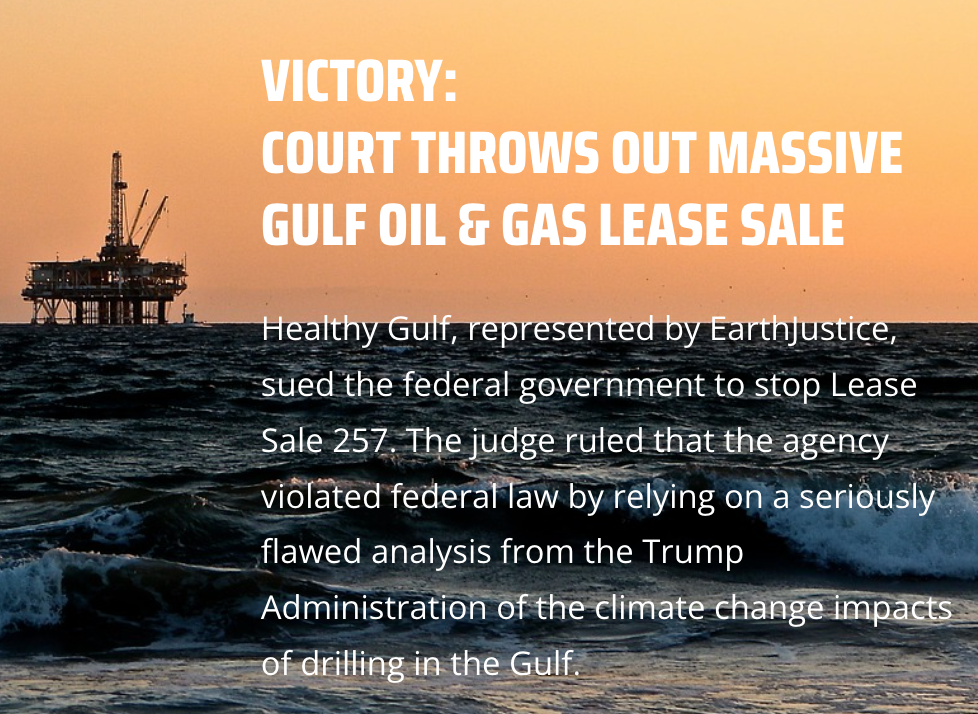 VICTORY:
COURT THROWS OUT MASSIVE
GULF OIL & GAS LEASE SALE
Healthy Gulf, represented by EarthJustice,
sued the federal government to stop Lease
Sale 257. The judge ruled that the agency
violated federal law by relying on a seriously
flawed analysis from the Trump
Administration of the climate change impacts
of drilling in the Gulf.